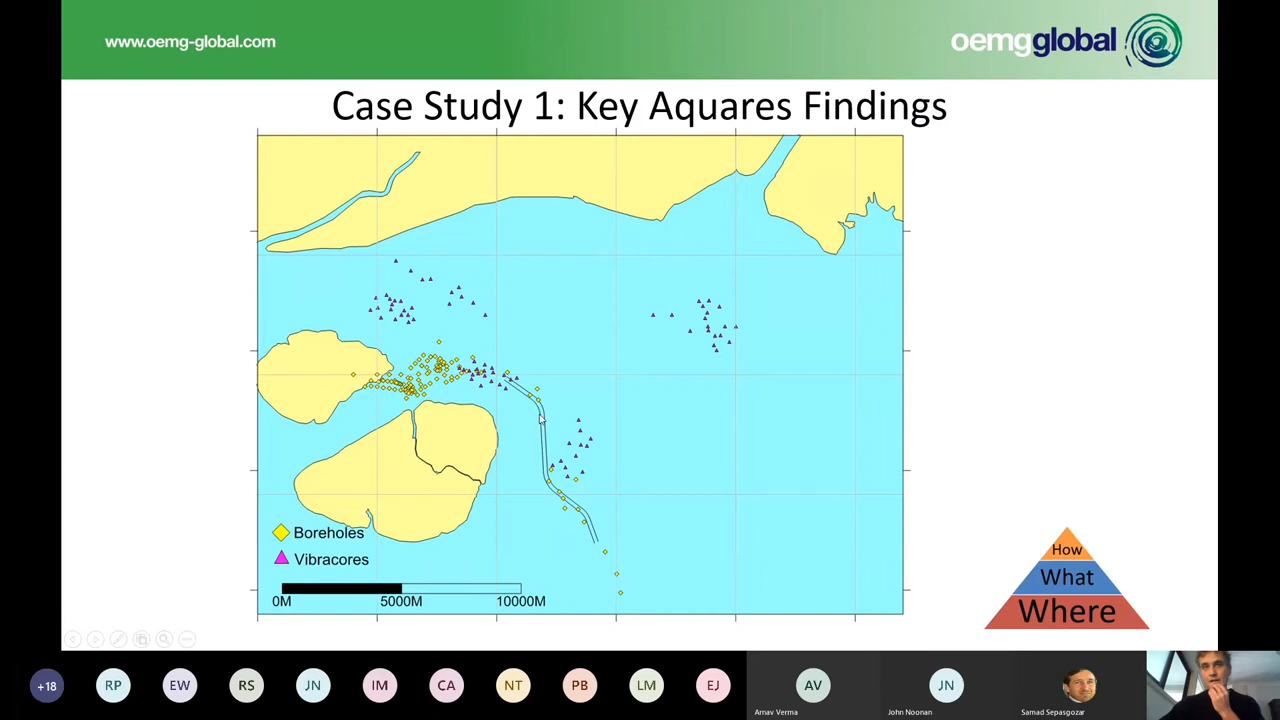 www.oemg-global.com
oemgglobal
Case Study 1: Key Aquares Findings
Boreholes
Vibracores
0M 5000M 10000M
How
What
Where
+18 RP EW RS JN IM CA NT PB LM EJ AV JN
Arnav Verma John Noonan Samad Sepasgozar